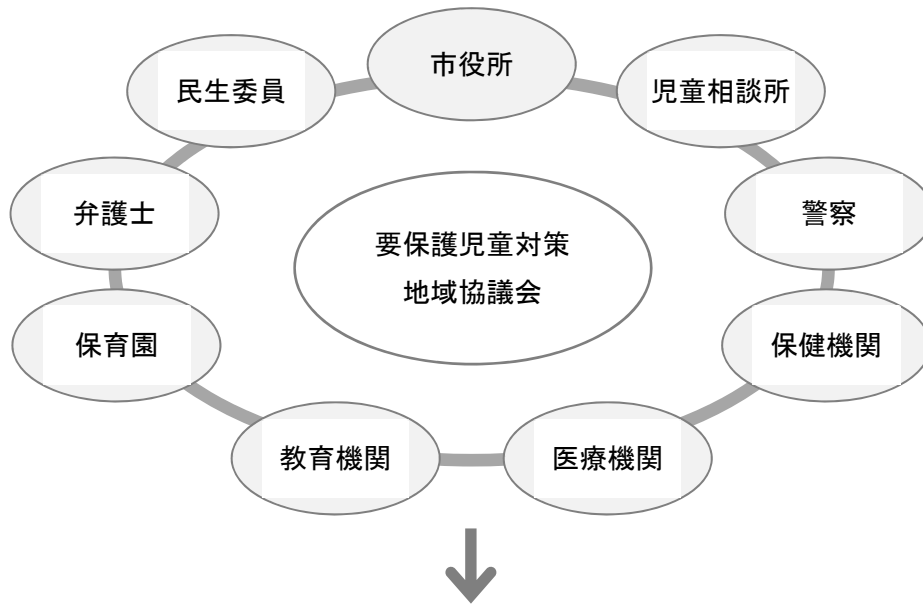 市役所
民生委員
児童相談所
弁護士
警察
要保護児童対策
地域協議会
保育園
保健機関
教育機関
医療機関